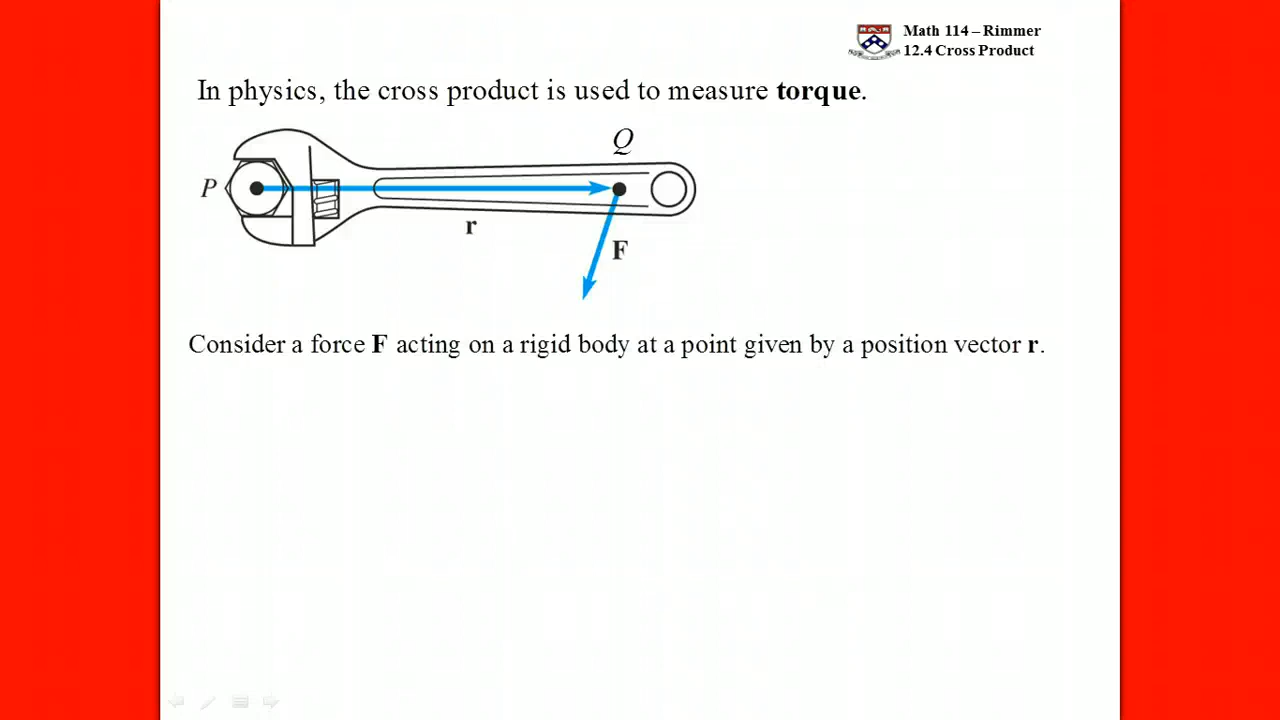 Math 114 – Rimmer
12.4 Cross Product
In physics, the cross product is used to measure torque.
Q
P
r
F
Consider a force F acting on a rigid body at a point given by a position vector r.